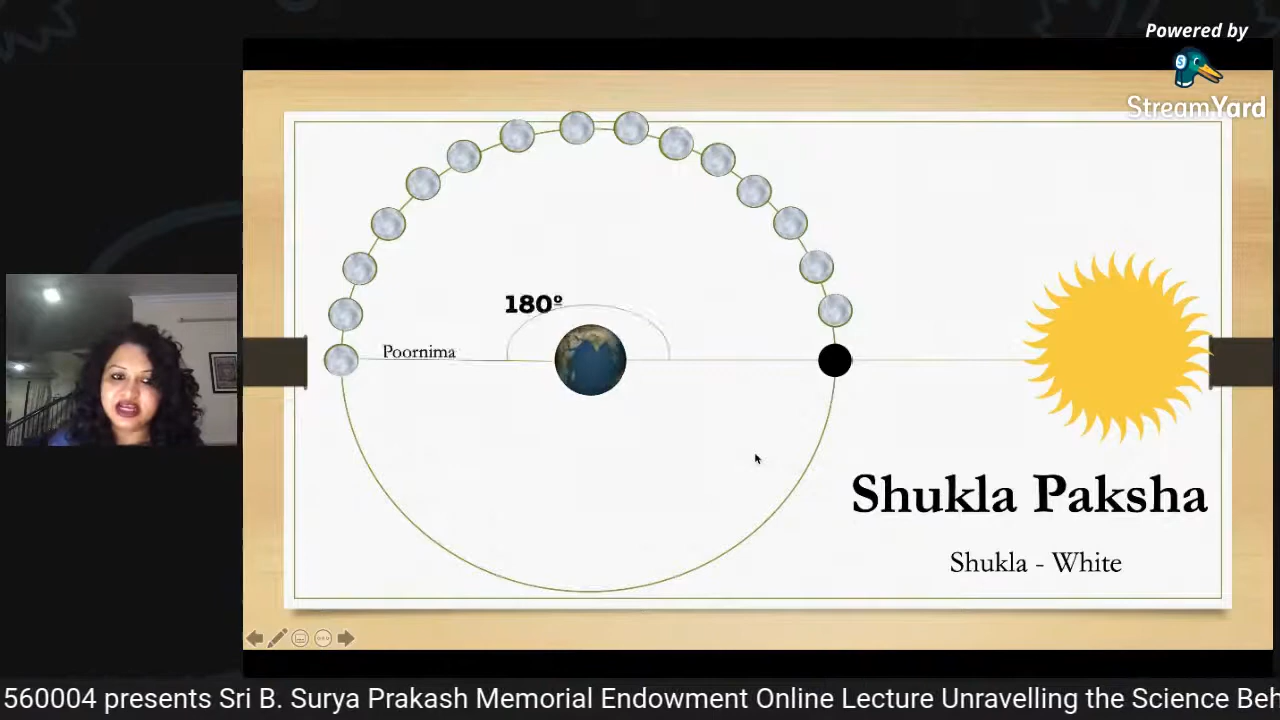 Powered by
StreamYard
180º
Poornima
Shukla Paksha
Shukla - White
560004 presents Sri B. Surya Prakash Memorial Endowment Online Lecture Unravelling the Science Beh